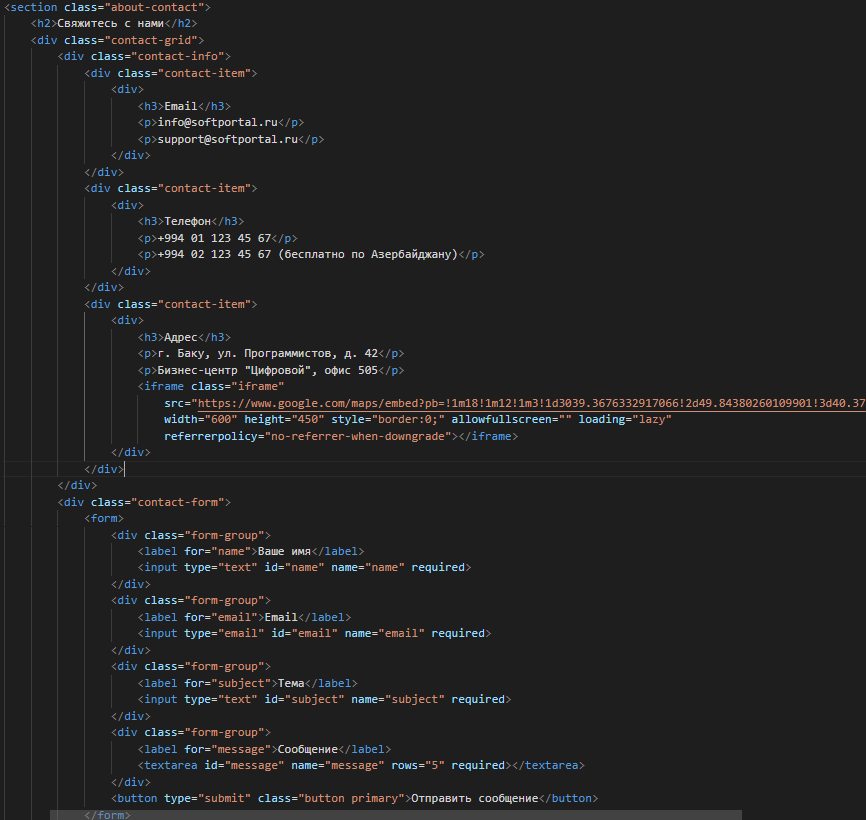 <section class="about-contact">
<h2>Свяжитесь с нами</h2>
<div class="contact-grid">
<div class="contact-info">
<div class="contact-item">
<div>
<h3>Email</h3>
<p>info@softportal.ru</p>
<p>support@softportal.ru</p>
</div>
</div>
<div class="contact-item">
<div>
<h3>Телефон</h3>
<p>+994 01 123 45 67</p>
<p>+994 02 123 45 67 (бесплатно по Азербайджану)</p>
</div>
</div>
<div class="contact-item">
<div>
<h3>Адрес</h3>
<p>г. Баку, ул. Программистов, д. 42</p>
<p>Бизнес-центр "Цифровой", офис 505</p>
<iframe class="iframe"
src="https://www.google.com/maps/embed?pb=!1m18!1m12!1m3!1d3039.3676332917066!2d49.84380260109901!3d40.37
width="600" height="450" style="border:0;" allowfullscreen="" loading="lazy"
referrerpolicy="no-referrer-when-downgrade"></iframe>
</div>
</div>
</div>
<div class="contact-form">
<form>
<div class="form-group">
<label for="name">Ваше имя</label>
<input type="text" id="name" name="name" required>
</div>
<div class="form-group">
<label for="email">Email</label>
<input type="email" id="email" name="email" required>
</div>
<div class="form-group">
<label for="subject">Тема</label>
<input type="text" id="subject" name="subject" required>
</div>
<div class="form-group">
<label for="message">Сообщение</label>
<textarea id="message" name="message" rows="5" required></textarea>
</div>
<button type="submit" class="button primary">Отправить сообщение</button>
</form>